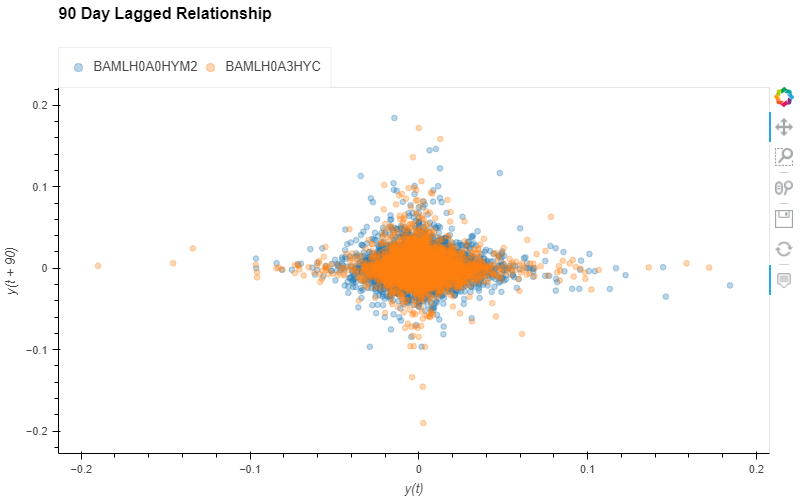 90 Day Lagged Relationship
BAMLH0A0HYM2 BAMLH0A3HYC
0.2
0.1
0
−0.1
−0.2
y(t + 90)
−0.2 −0.1 0 0.1 0.2
y(t)